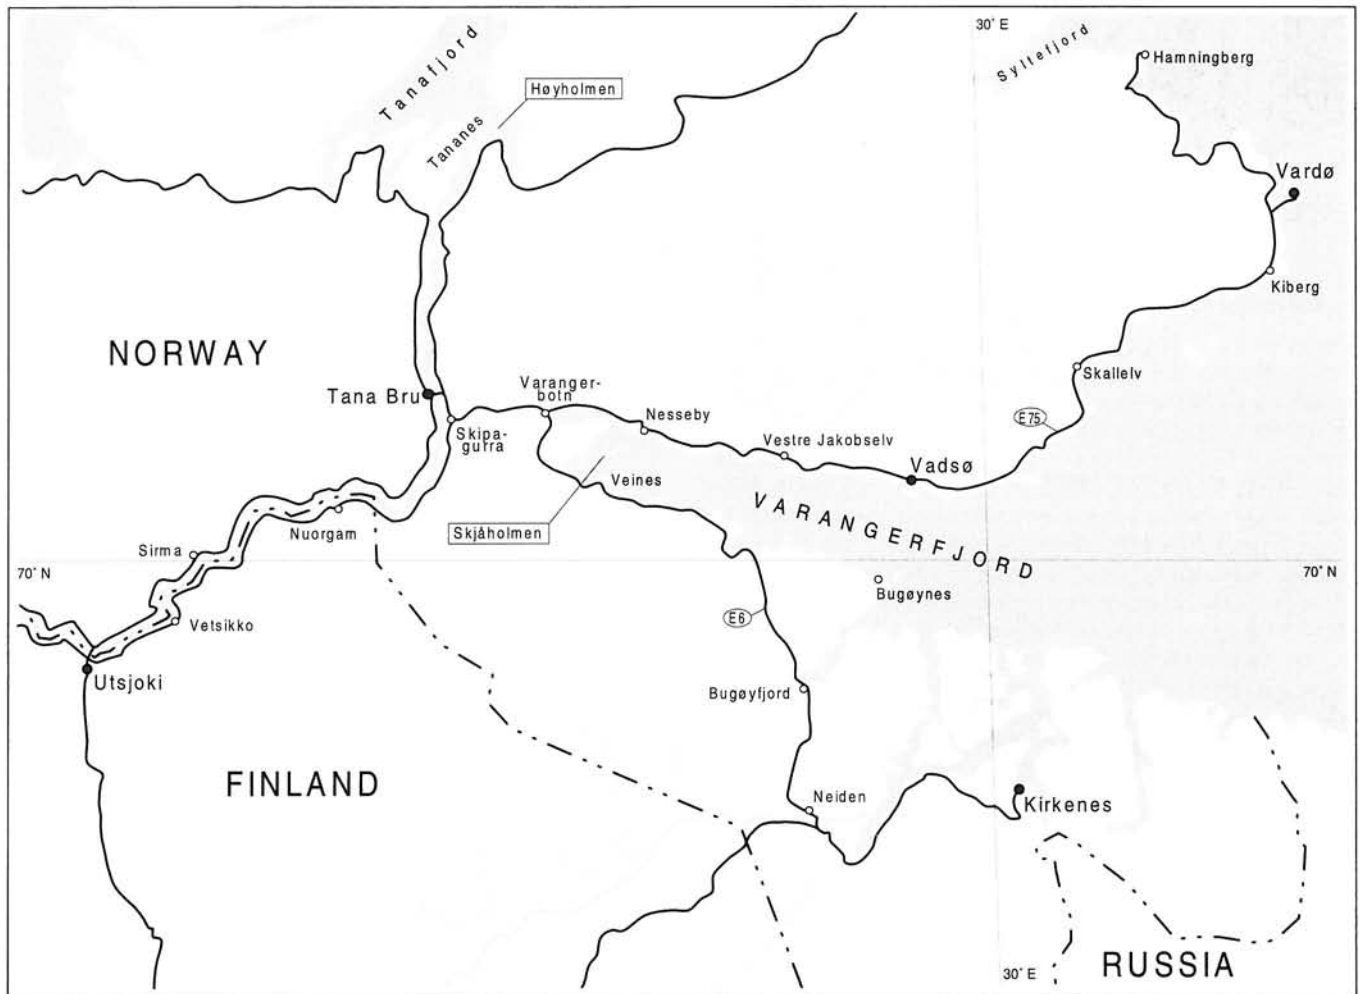 30° E
Syltefjord
Hamningberg
Tanafjord
Høyholmen
Tananes
Vardø
Kiberg
NORWAY
Skallelv
Tana Bru
Varanger-
botn
Nesseby
E75
Skipa-
gurra
Vestre Jakobselv
Vadsø
Veines
VARANGERFJORD
Nuorgam
Skjåholmen
Sirma
70° N
70° N
Bugøynes
E6
Vetsikko
Utsjoki
Bugøyfjord
FINLAND
Neiden
Kirkenes
30° E
RUSSIA